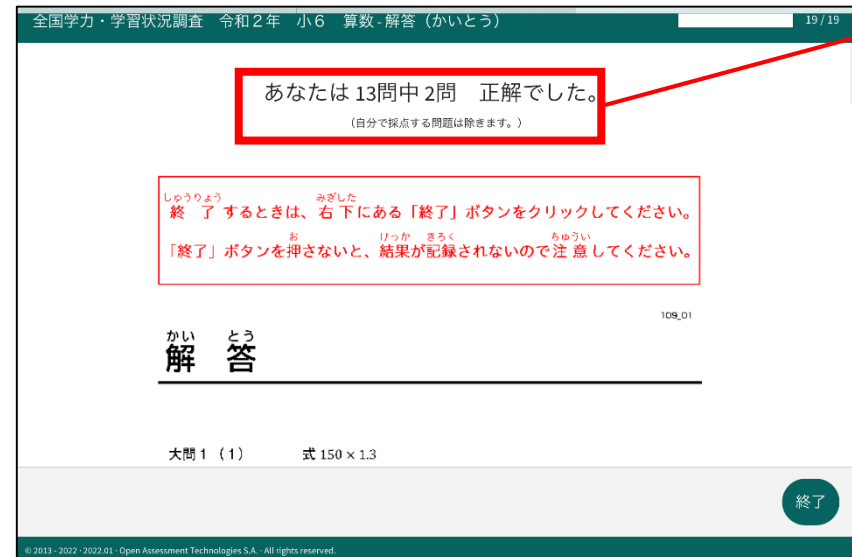 全国学力・学習状況調査 令和2年 小6 算数-解答（かいとう）
19 / 19
あなたは 13問中 2問 正解でした。
（自分で採点する問題は除きます。）
しゅうりょう みぎした
終了するときは、右下にある「終了」ボタンをクリックしてください。
お けっか きろく ちゅうい
「終了」ボタンを押さないと、結果が記録されないので注意してください。
109_01
かい とう
解 答
大問1（1） 式 150 × 1.3
終了
© 2013 - 2022 · 2022.01 · Open Assessment Technologies S.A. · All rights reserved.